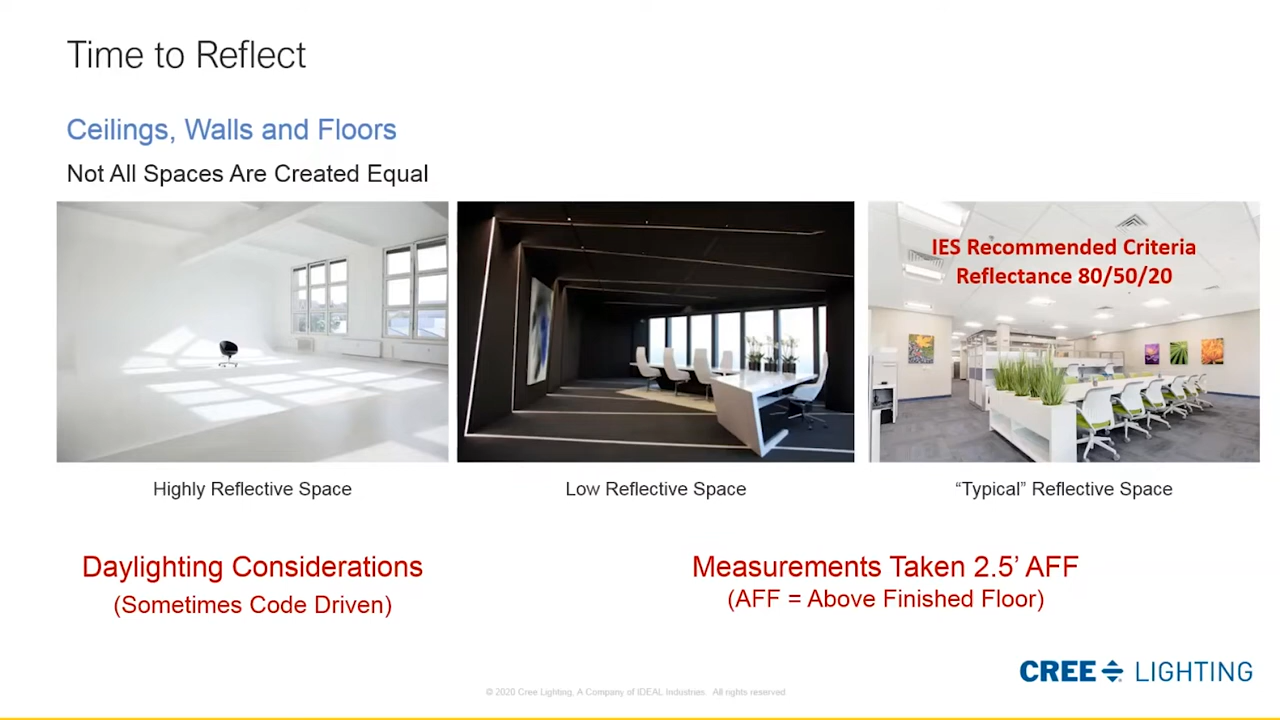 Time to Reflect
Ceilings, Walls and Floors
Not All Spaces Are Created Equal
IES Recommended Criteria
Reflectance 80/50/20
Highly Reflective Space
Low Reflective Space
“Typical” Reflective Space
Daylighting Considerations
(Sometimes Code Driven)
Measurements Taken 2.5’ AFF
(AFF = Above Finished Floor)
CREE LIGHTING
© 2020 Cree Lighting, A Company of IDEAL Industries. All rights reserved